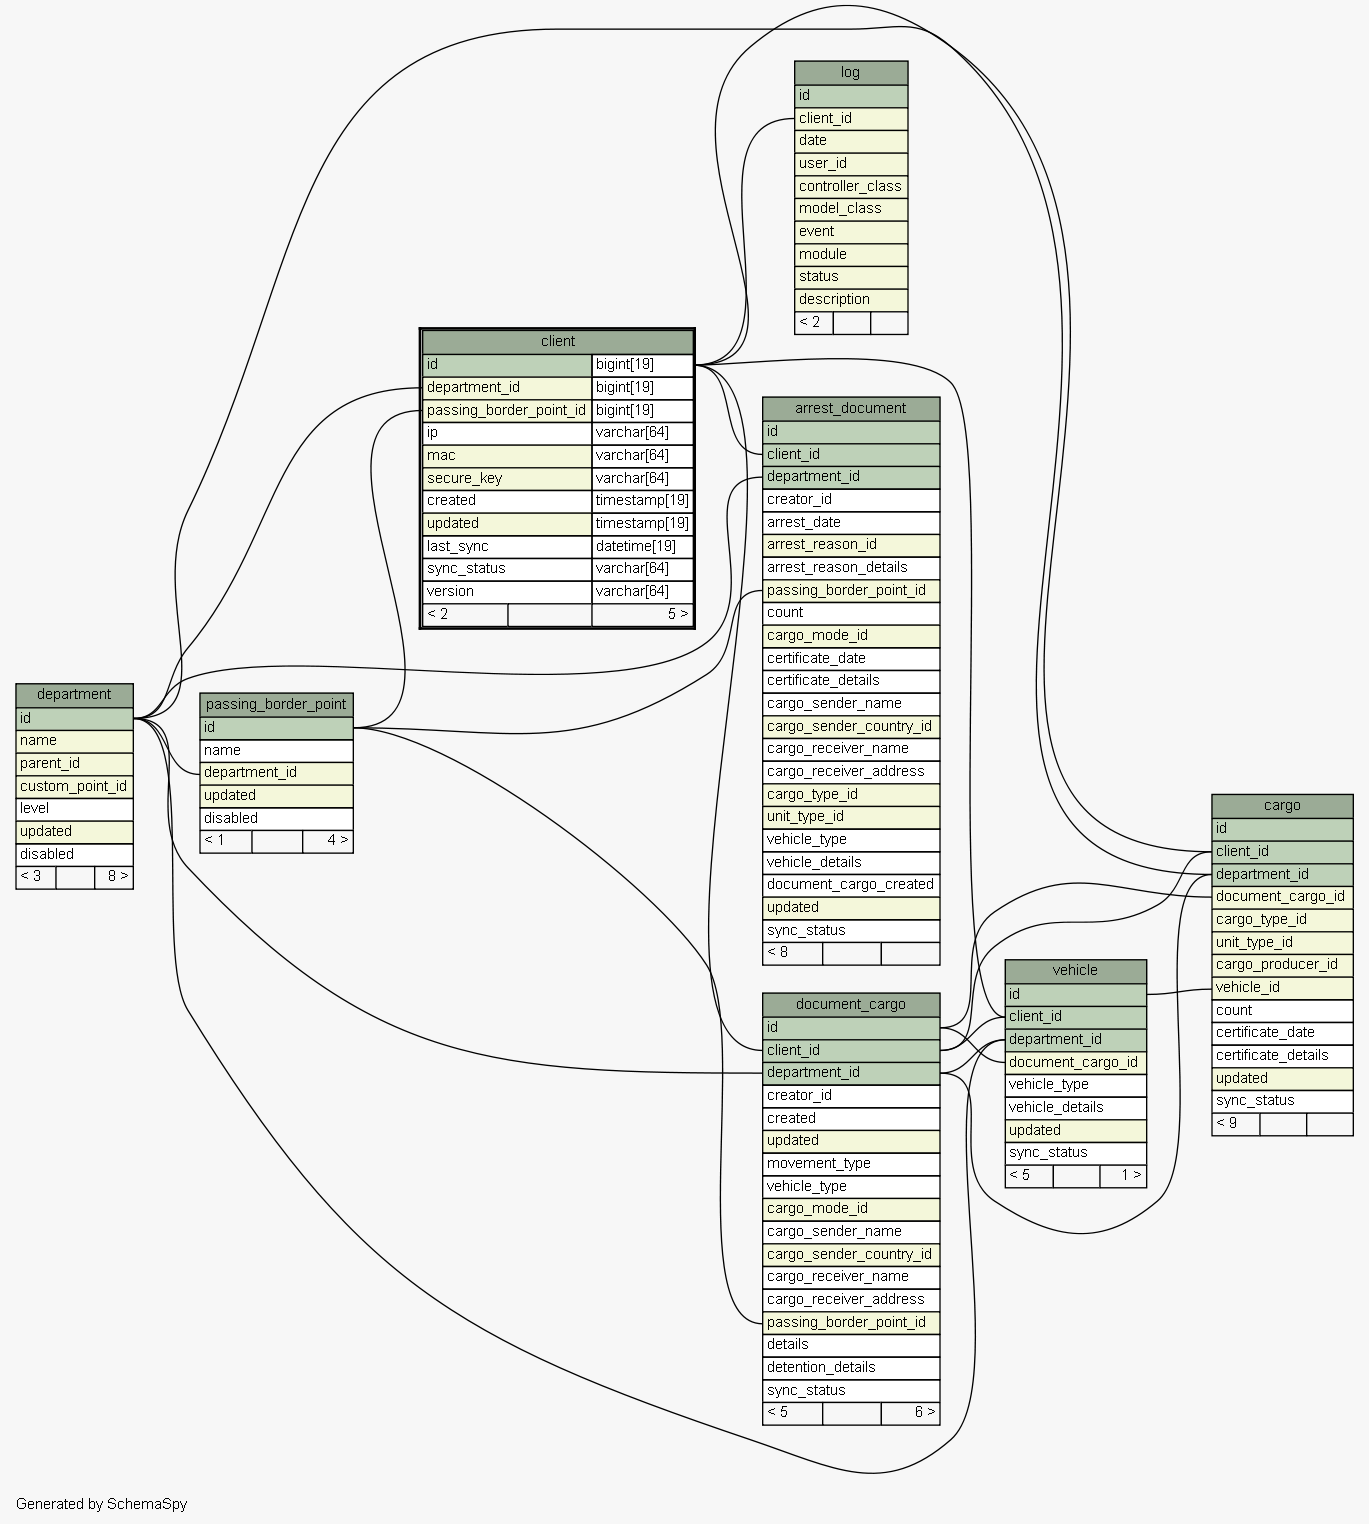 log
id
client_id
date
user_id
controller_class
model_class
event
module
status
description
< 2
client
id bigint[19]
department_id bigint[19]
passing_border_point_id bigint[19]
ip varchar[64]
mac varchar[64]
secure_key varchar[64]
created timestamp[19]
updated timestamp[19]
last_sync datetime[19]
sync_status varchar[64]
version varchar[64]
< 2 5 >
arrest_document
id
client_id
department_id
creator_id
arrest_date
arrest_reason_id
arrest_reason_details
passing_border_point_id
count
cargo_mode_id
certificate_date
certificate_details
cargo_sender_name
cargo_sender_country_id
cargo_receiver_name
cargo_receiver_address
cargo_type_id
unit_type_id
vehicle_type
vehicle_details
document_cargo_created
updated
sync_status
< 8
department
id
name
parent_id
custom_point_id
level
updated
disabled
< 3 8 >
passing_border_point
id
name
department_id
updated
disabled
< 1 4 >
cargo
id
client_id
department_id
document_cargo_id
cargo_type_id
unit_type_id
cargo_producer_id
vehicle_id
count
certificate_date
certificate_details
updated
sync_status
< 9
vehicle
id
client_id
department_id
document_cargo_id
vehicle_type
vehicle_details
updated
sync_status
< 5 1 >
document_cargo
id
client_id
department_id
creator_id
created
updated
movement_type
vehicle_type
cargo_mode_id
cargo_sender_name
cargo_sender_country_id
cargo_receiver_name
cargo_receiver_address
passing_border_point_id
details
detention_details
sync_status
< 5 6 >
Generated by SchemaSpy